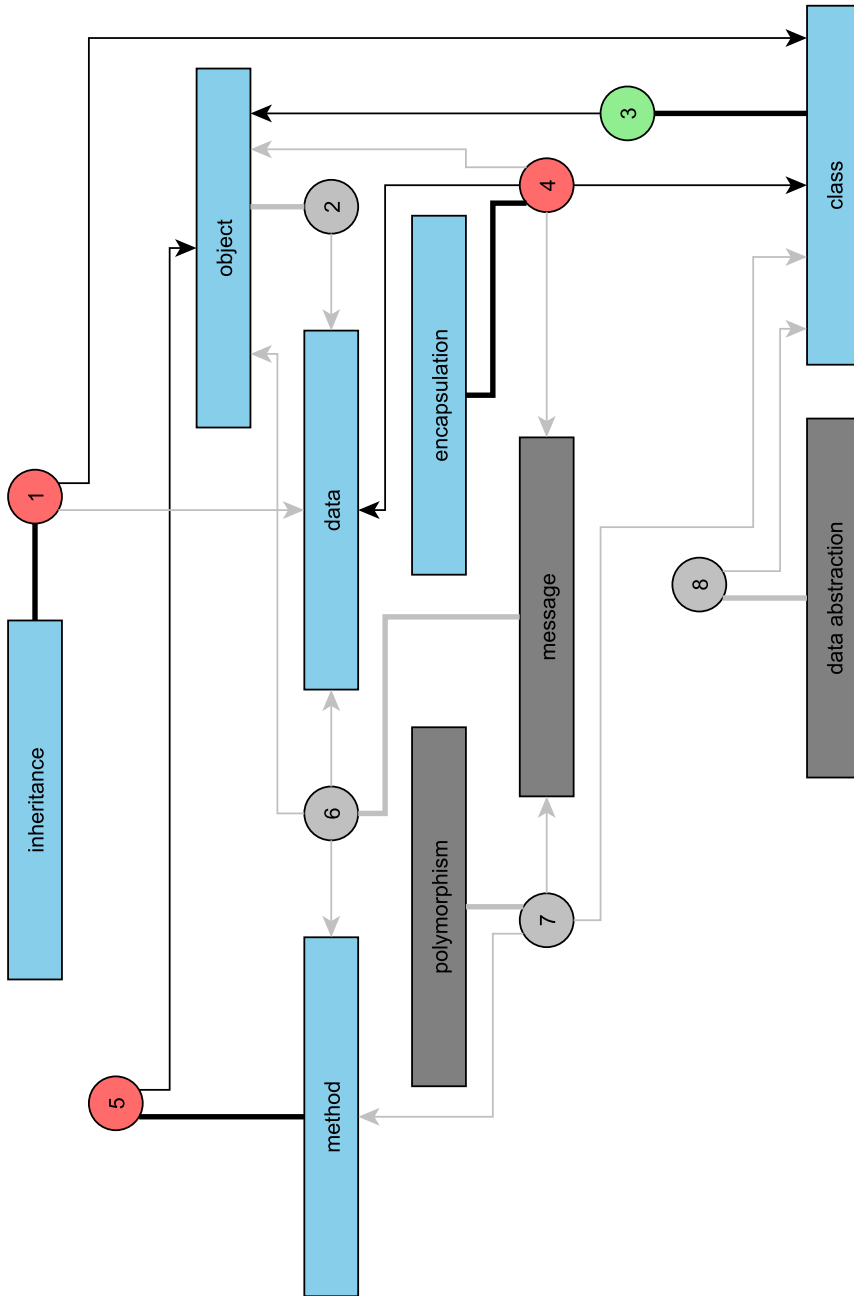 inheritance
1
5
object
2
method
6
data
polymorphism
encapsulation
7
message
4
3
8
data abstraction
class